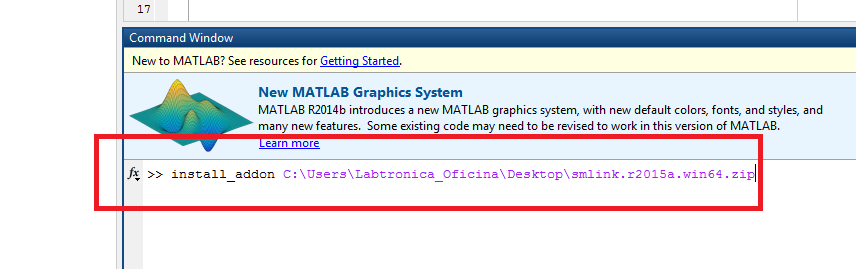 17
Command Window
New to MATLAB? See resources for Getting Started.
New MATLAB Graphics System
MATLAB R2014b introduces a new MATLAB graphics system, with new default colors, fonts, and styles, and
many new features. Some existing code may need to be revised to work in this version of MATLAB.
Learn more
fx >> install_addon C:\Users\Labtronica_Oficina\Desktop\smlink.r2015a.win64.zip